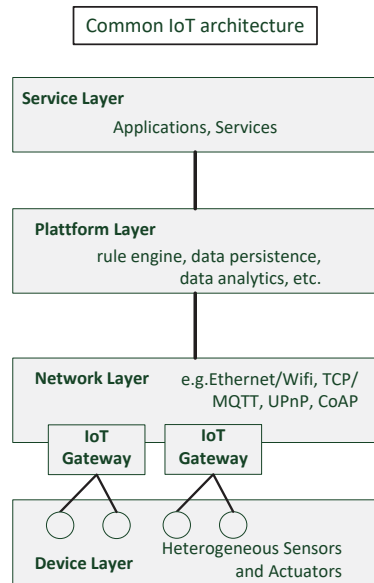 Common IoT architecture
Service Layer
Applications, Services
Plattform Layer
rule engine, data persistence,
data analytics, etc.
Network Layer e.g.Ethernet/Wifi, TCP/
MQTT, UPnP, CoAP
IoT
Gateway
IoT
Gateway
Heterogeneous Sensors
Device Layer and Actuators